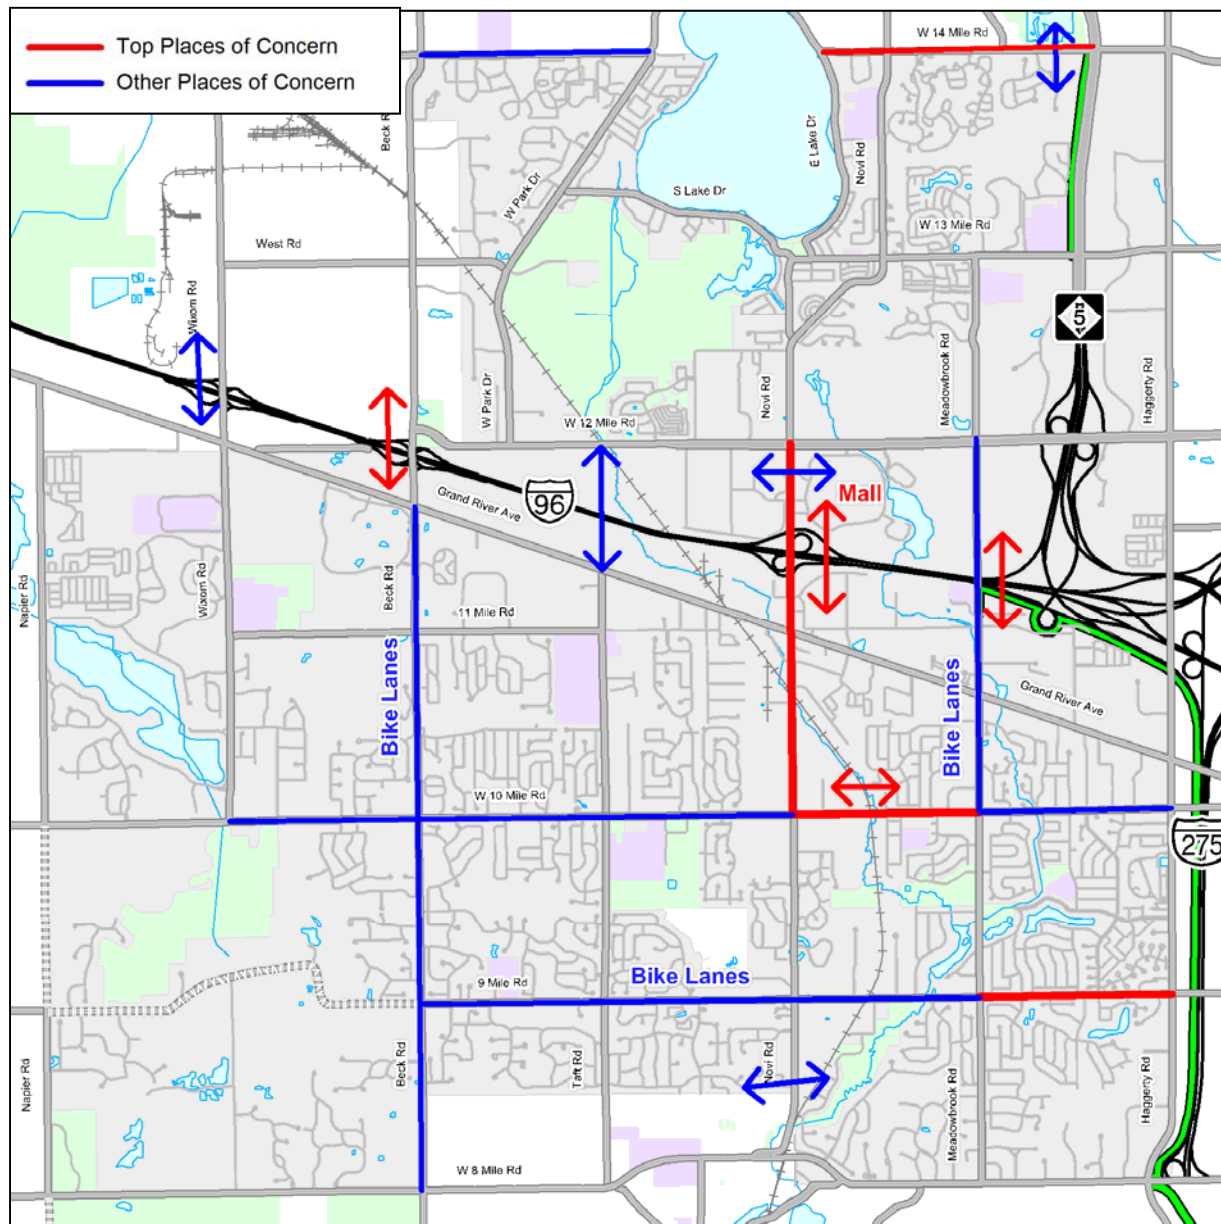 Top Places of Concern
Other Places of Concern
W 14 Mile Rd
Beck R
W Park Dr
S Lake Dr
E Lake Dr
Novi Rd
W 13 Mile Rd
West Rd
Wixom Rd
M
5
W Park Dr
Novi Rd
Meadowbrook Rd
Haggerty Rd
W 12 Mile Rd
Mall
96
Grand River Ave
Napier Rd
Wixom Rd
Beck Rd
11 Mile Rd
Bike Lanes
Bike Lanes
Grand River Ave
W 10 Mile Rd
275
9 Mile Rd
Bike Lanes
Napier Rd
Beck Rd
Taft Rd
Novi Rd
Meadowbrook Rd
Haggerty Rd
W 8 Mile Rd